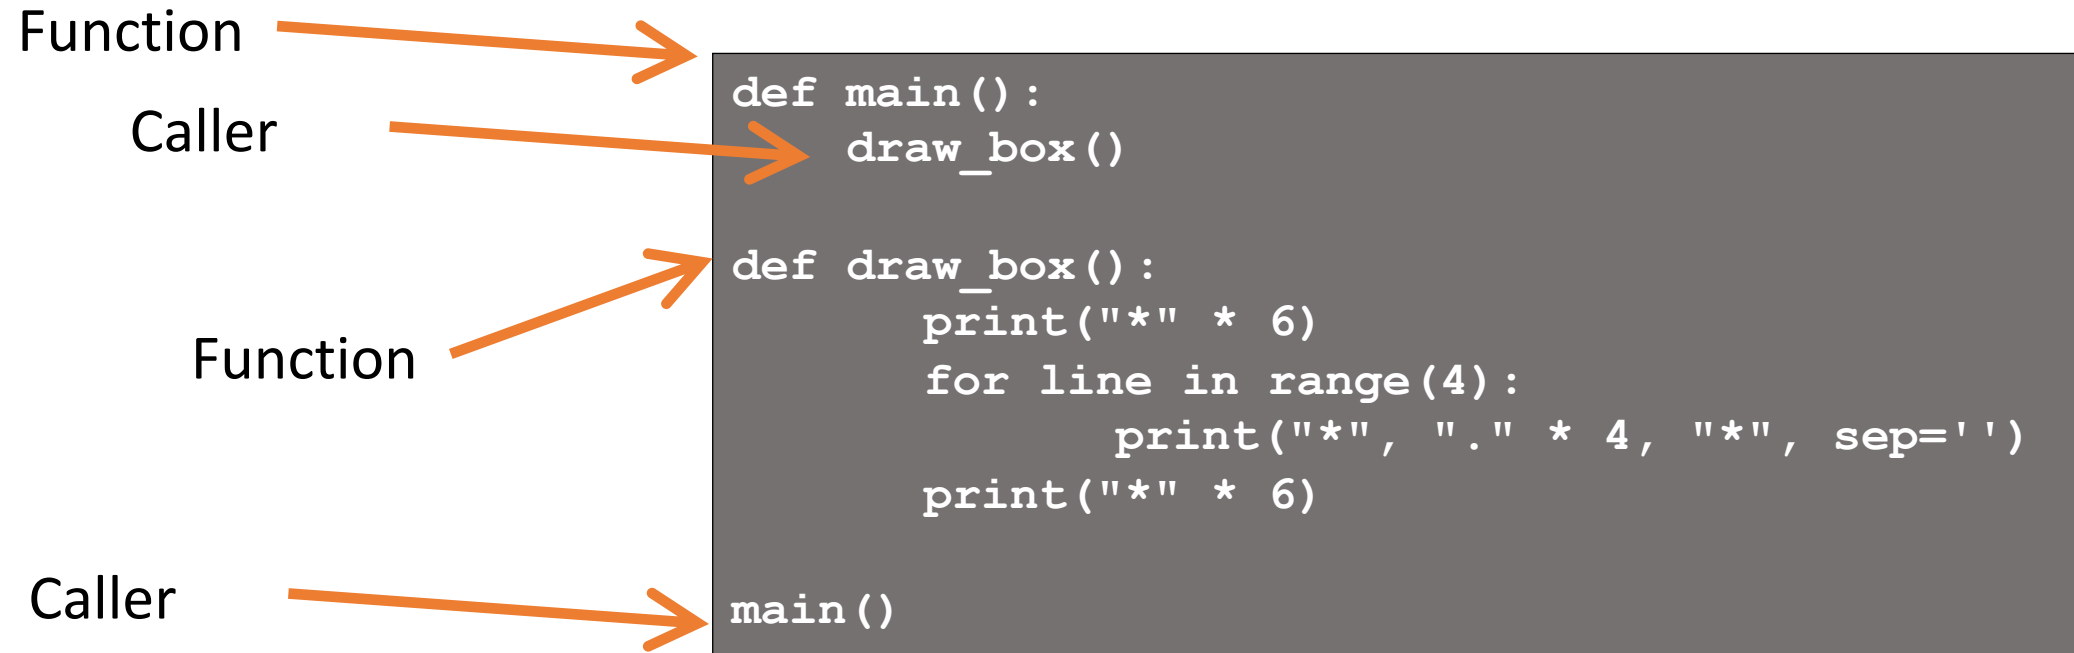 Function
def main():
Caller
    draw_box()
def draw_box():
        print("*" * 6)
Function
        for line in range(4):
                print("*", "." * 4, "*", sep='')
        print("*" * 6)
Caller
main()